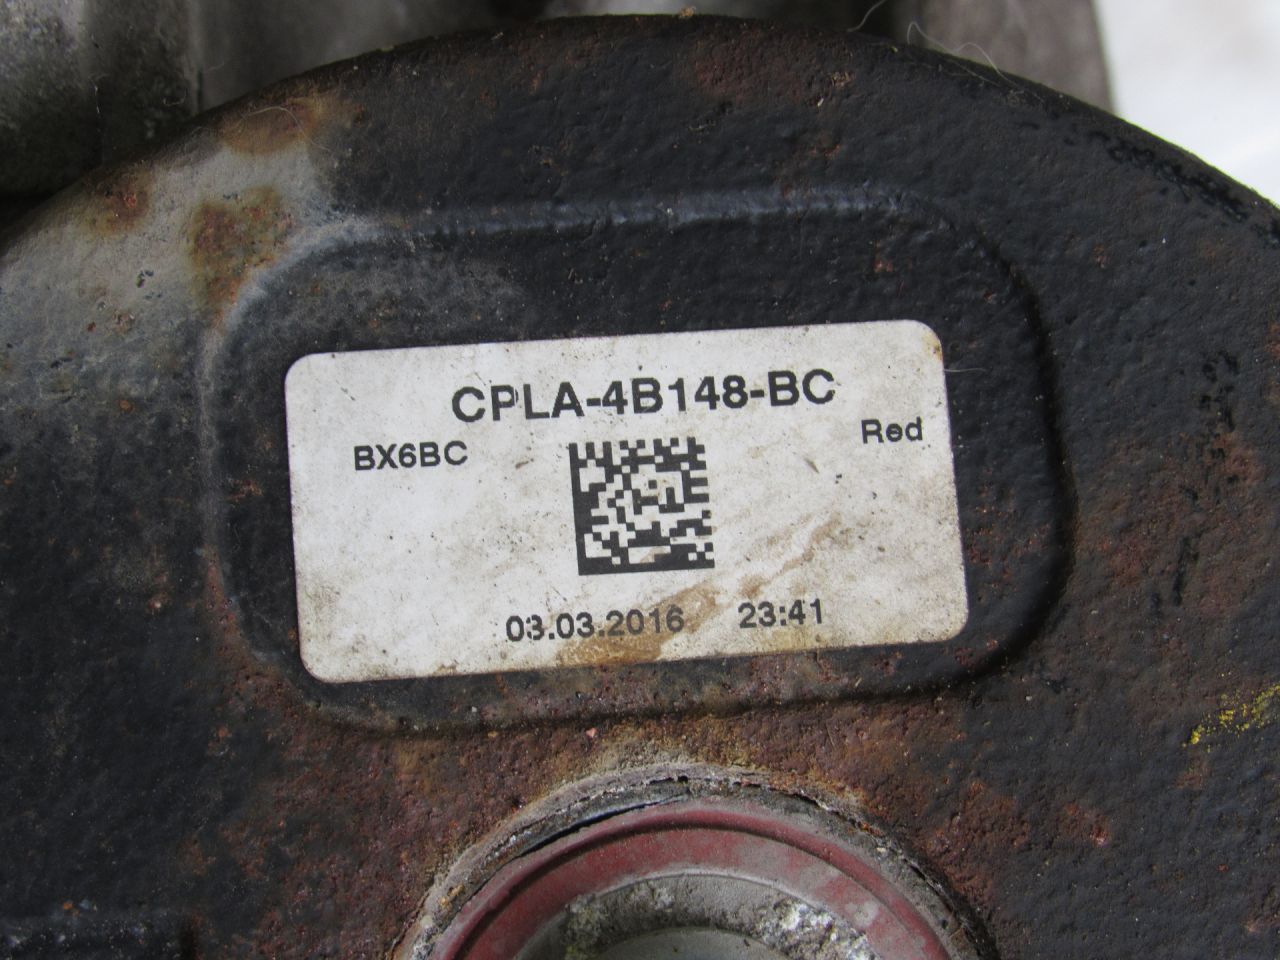 CPLA-4B148-BC
BX6BC
Red
03.03.2016 23:41